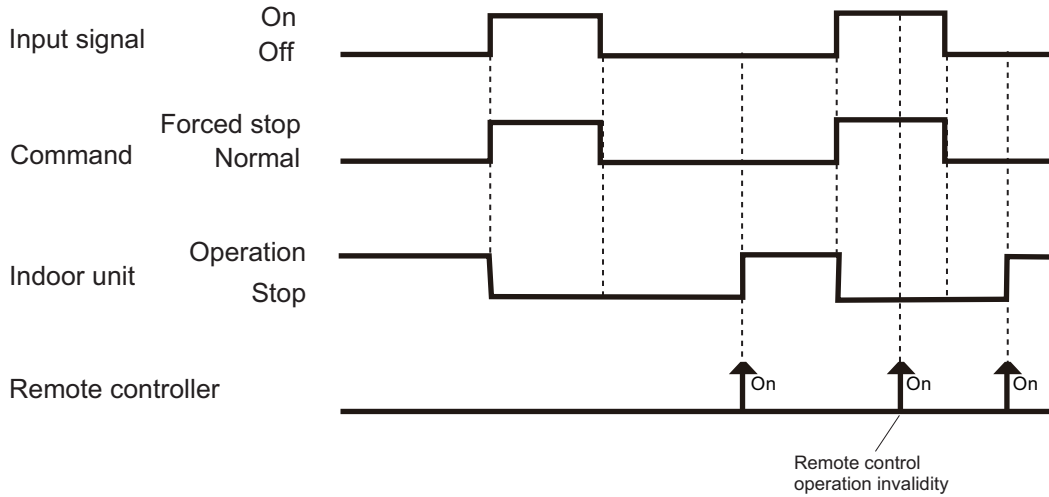 Input signal
On
Off
Command
Forced stop
Normal
Indoor unit
Operation
Stop
Remote controller
On
On
On
Remote control
operation invalidity